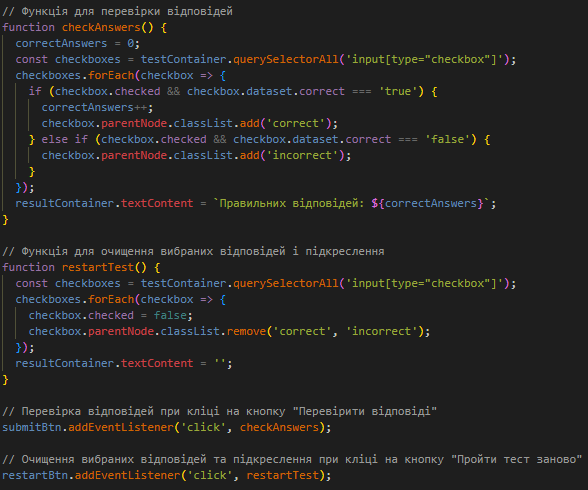 // Функція для перевірки відповідей
function checkAnswers() {
  correctAnswers = 0;
  const checkboxes = testContainer.querySelectorAll('input[type="checkbox"]');
  checkboxes.forEach(checkbox => {
    if (checkbox.checked && checkbox.dataset.correct === 'true') {
      correctAnswers++;
      checkbox.parentNode.classList.add('correct');
    } else if (checkbox.checked && checkbox.dataset.correct === 'false') {
      checkbox.parentNode.classList.add('incorrect');
    }
  });
  resultContainer.textContent = `Правильних відповідей: ${correctAnswers}`;
}

// Функція для очищення вибраних відповідей і підкреслення
function restartTest() {
  const checkboxes = testContainer.querySelectorAll('input[type="checkbox"]');
  checkboxes.forEach(checkbox => {
    checkbox.checked = false;
    checkbox.parentNode.classList.remove('correct', 'incorrect');
  });
  resultContainer.textContent = '';
}

// Перевірка відповідей при кліці на кнопку "Перевірити відповіді"
submitBtn.addEventListener('click', checkAnswers);

// Очищення вибраних відповідей та підкреслення при кліці на кнопку "Пройти тест заново"
restartBtn.addEventListener('click', restartTest);